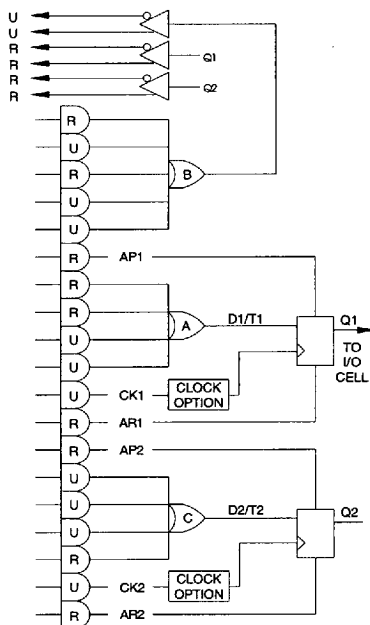 U
U
R
R Q1
R
R Q2
R
U
R
U B
U
R AP1
R
R D1/T1 Q1
U A TO
U I/O
U CK1 CLOCK OPTION CELL
R AR1
R AP2
U
U D2/T2 Q2
U C
R
U CK2 CLOCK OPTION
R AR2